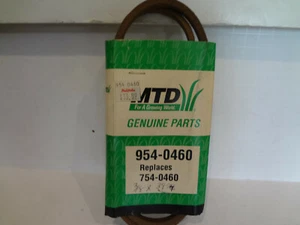 MTD
For A Growing World.
GENUINE PARTS
954-0460
Replaces
754-0460